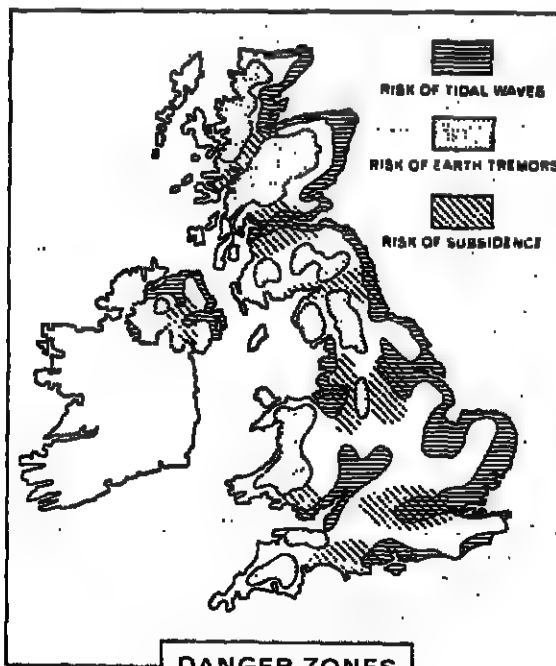 RISK OF TIDAL WAVES
RISK OF EARTH TREMORS
RISK OF SUBSIDENCE
DANGER ZONES